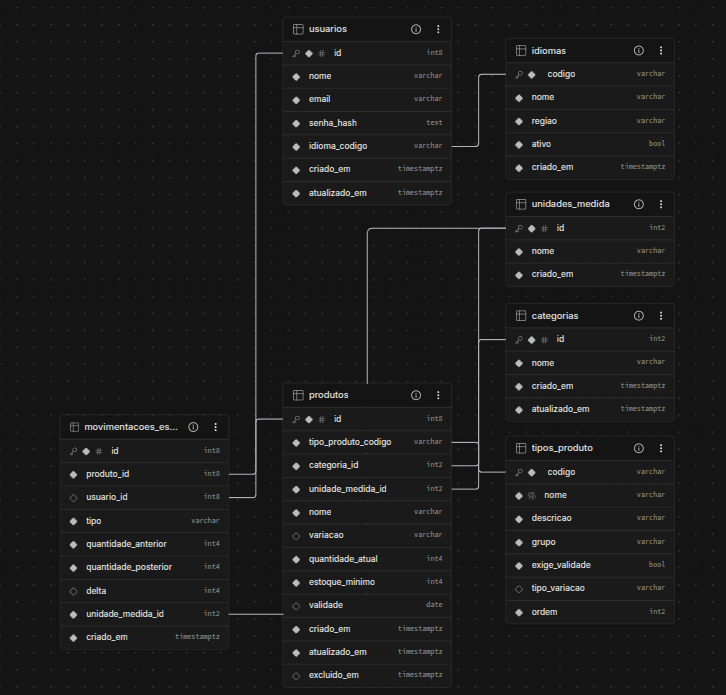 usuarios
id int8
nome varchar
email varchar
senha_hash text
idioma_codigo varchar
criado_em timestamptz
atualizado_em timestamptz
idiomas
codigo varchar
nome varchar
regiao varchar
ativo bool
criado_em timestamptz
unidades_medida
id int2
nome varchar
criado_em timestamptz
categorias
id int2
nome varchar
criado_em timestamptz
atualizado_em timestamptz
produtos
id int8
tipo_produto_codigo varchar
categoria_id int2
unidade_medida_id int2
nome varchar
variacao varchar
quantidade_atual int4
estoque_minimo int4
validade date
criado_em timestamptz
atualizado_em timestamptz
excluido_em timestamptz
movimentacoes_es...
id int8
produto_id int8
usuario_id int8
tipo varchar
quantidade_anterior int4
quantidade_posterior int4
delta int4
unidade_medida_id int2
criado_em timestamptz
tipos_produto
codigo varchar
nome varchar
descricao varchar
grupo varchar
exige_validade bool
tipo_variacao varchar
ordem int2